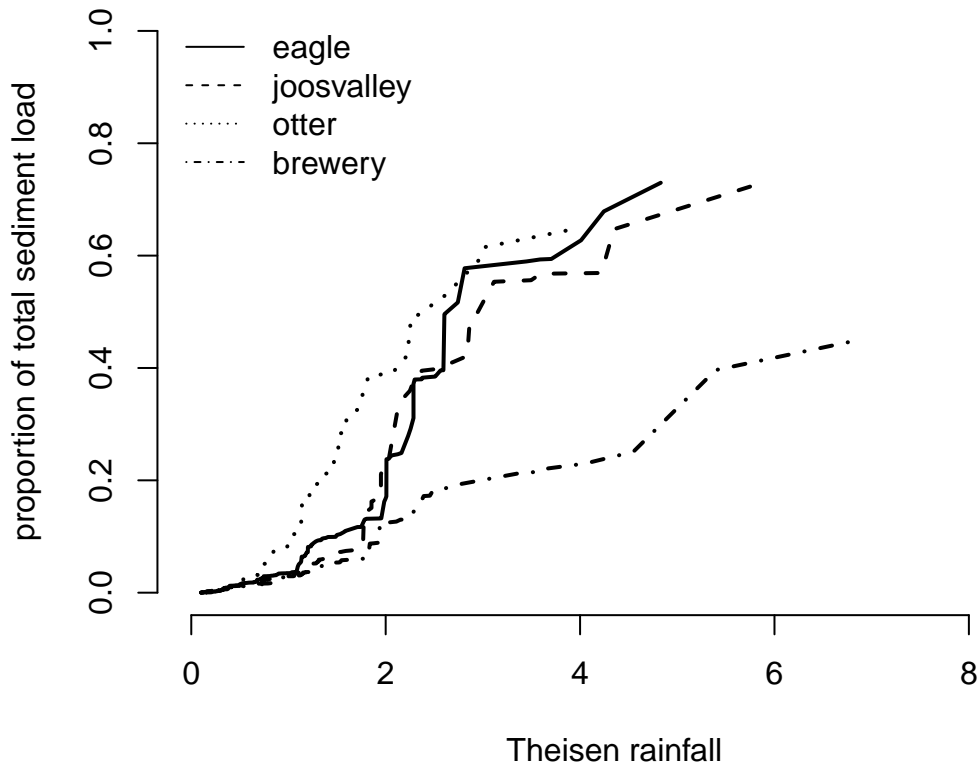 proportion of total sediment load
1.0
0.8
0.6
0.4
0.2
0.0
eagle
joosvalley
otter
brewery
0 2 4 6 8
Theisen rainfall